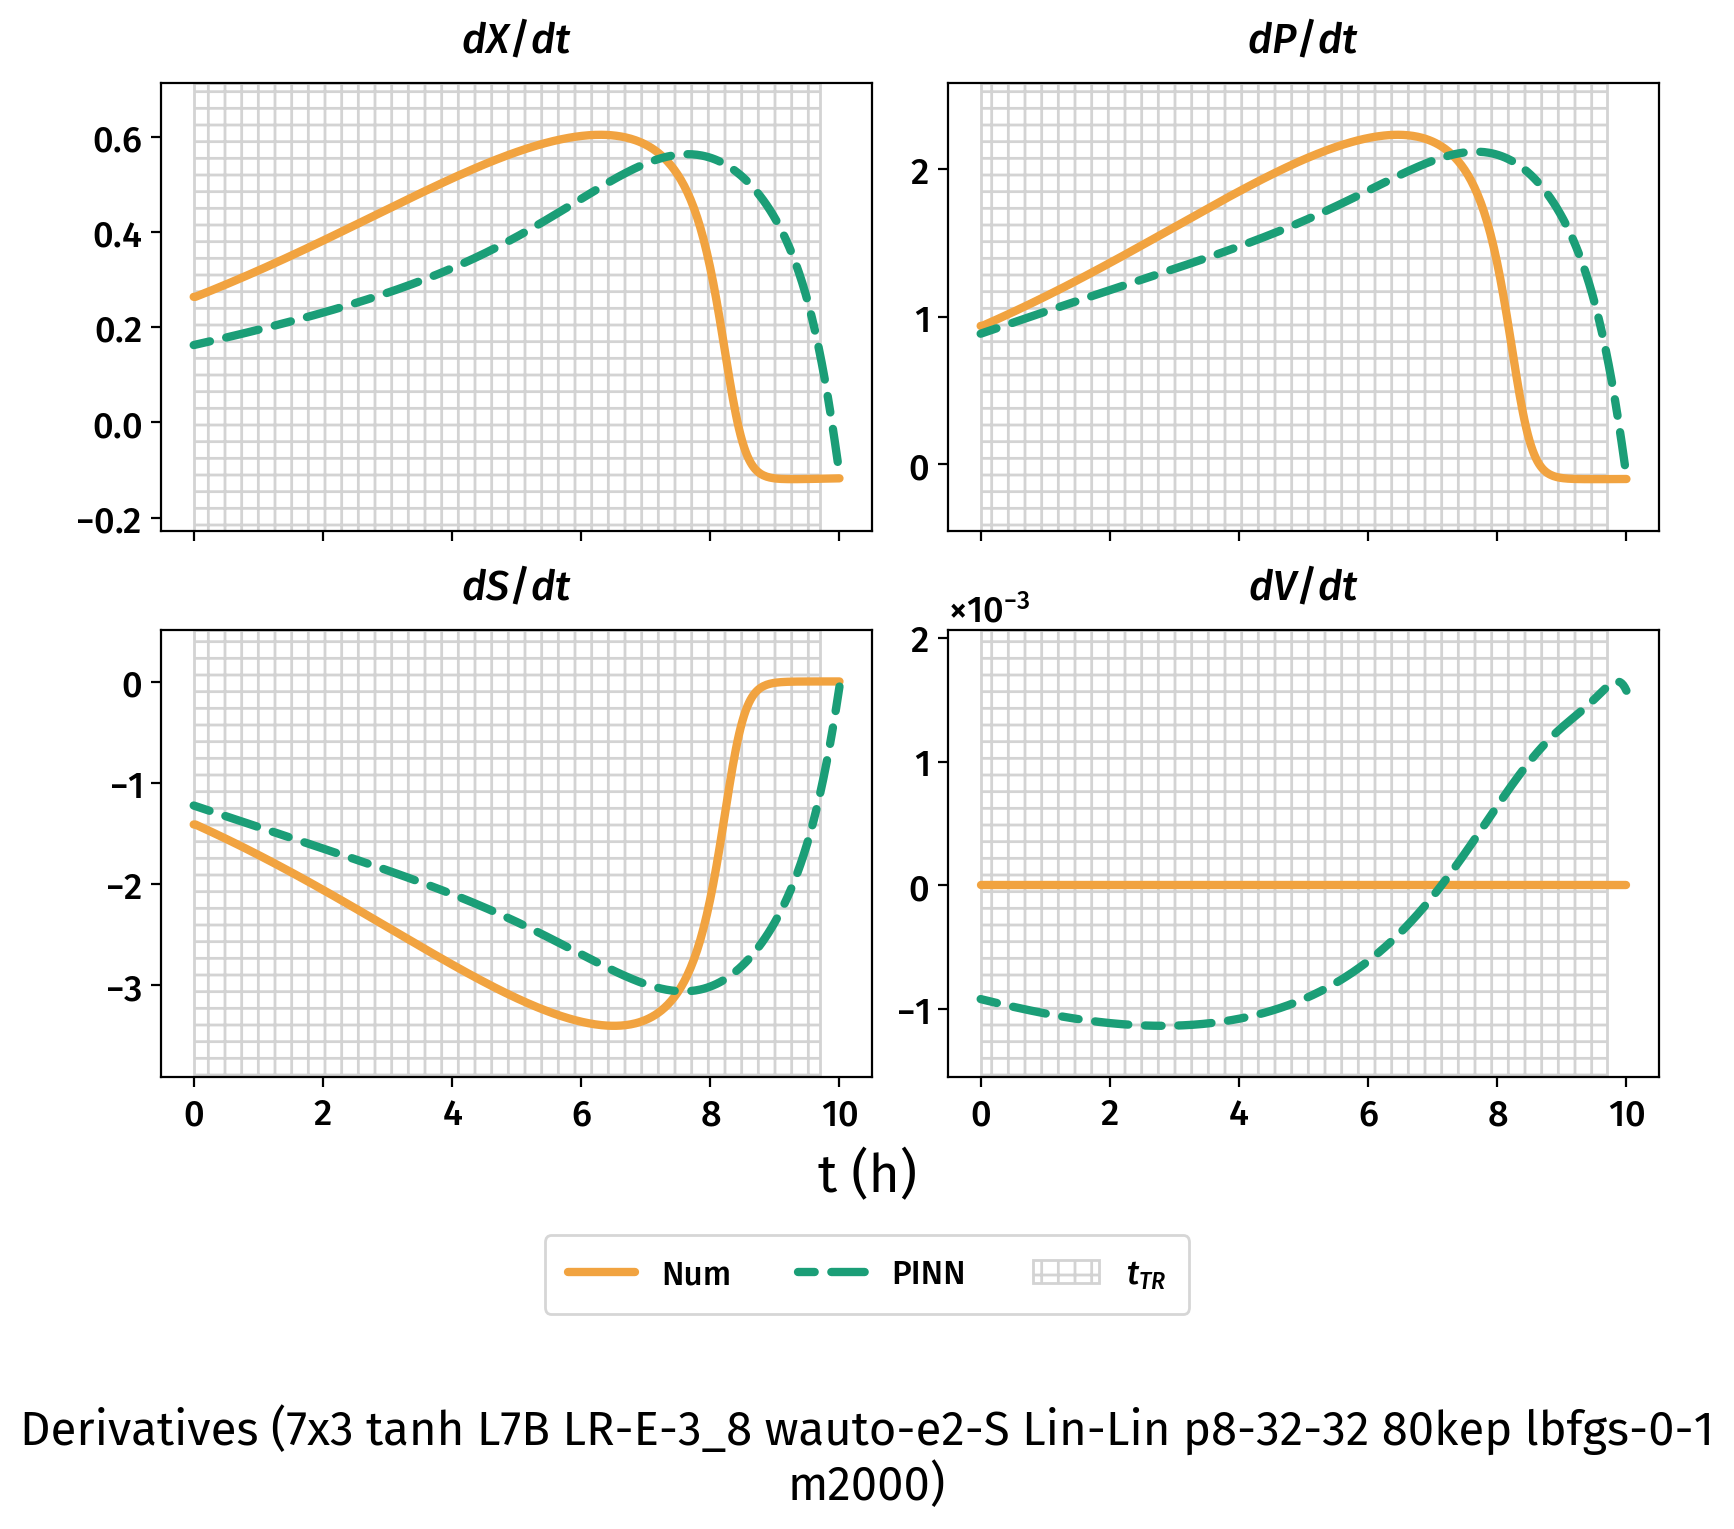 dX/dt
dP/dt
0.6
0.4
0.2
0.0
−0.2
2
1
0
dS/dt
dV/dt
×10⁻³
0
−1
−2
−3
2
1
0
−1
0 2 4 6 8 10
0 2 4 6 8 10
t (h)
Num PINN t_TR
Derivatives (7x3 tanh L7B LR-E-3_8 wauto-e2-S Lin-Lin p8-32-32 80kep lbfgs-0-1
m2000)